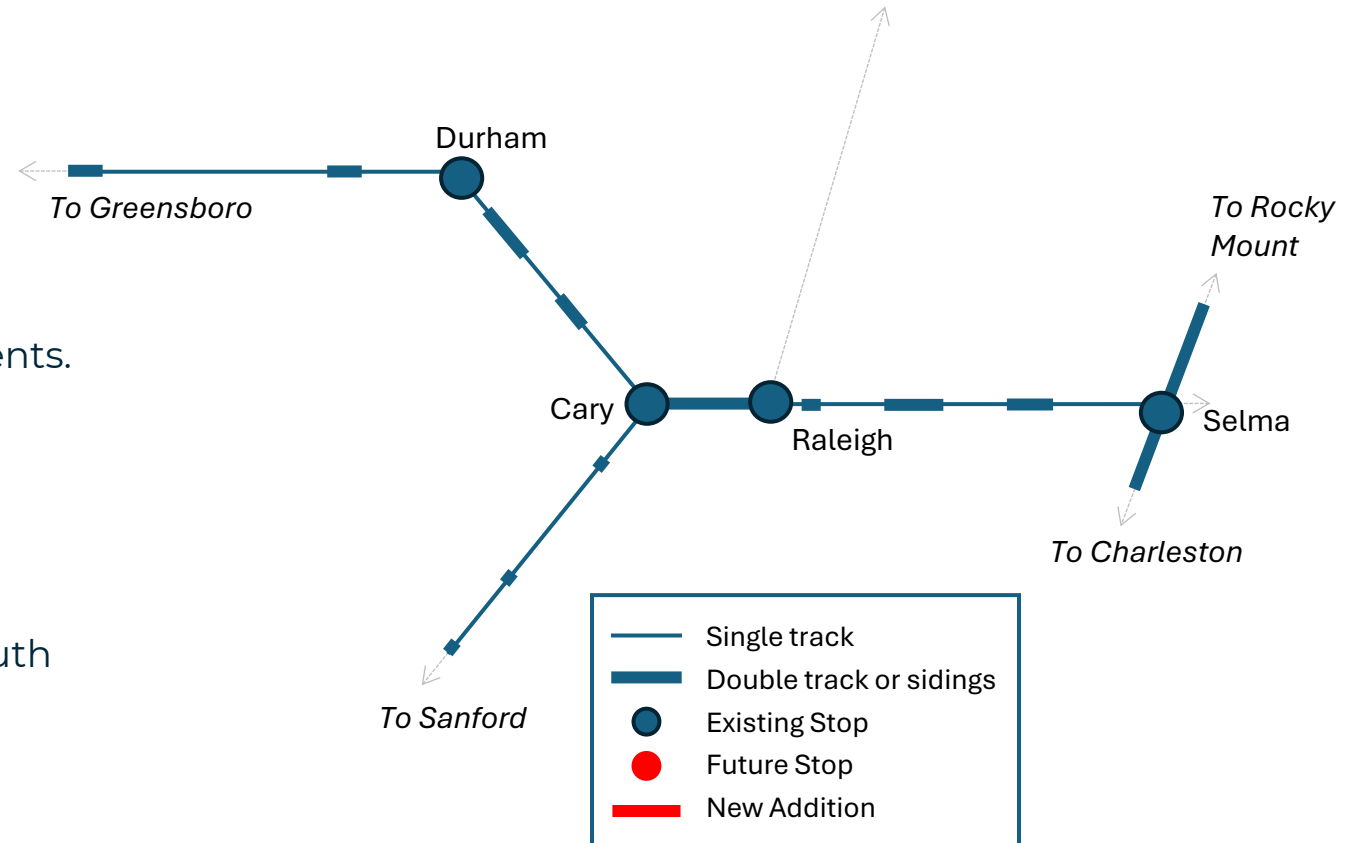 Durham
To Greensboro
To Rocky
Mount
ents.
Cary
Raleigh
Selma
To Charleston
uth
To Sanford
Single track
Double track or sidings
Existing Stop
Future Stop
New Addition